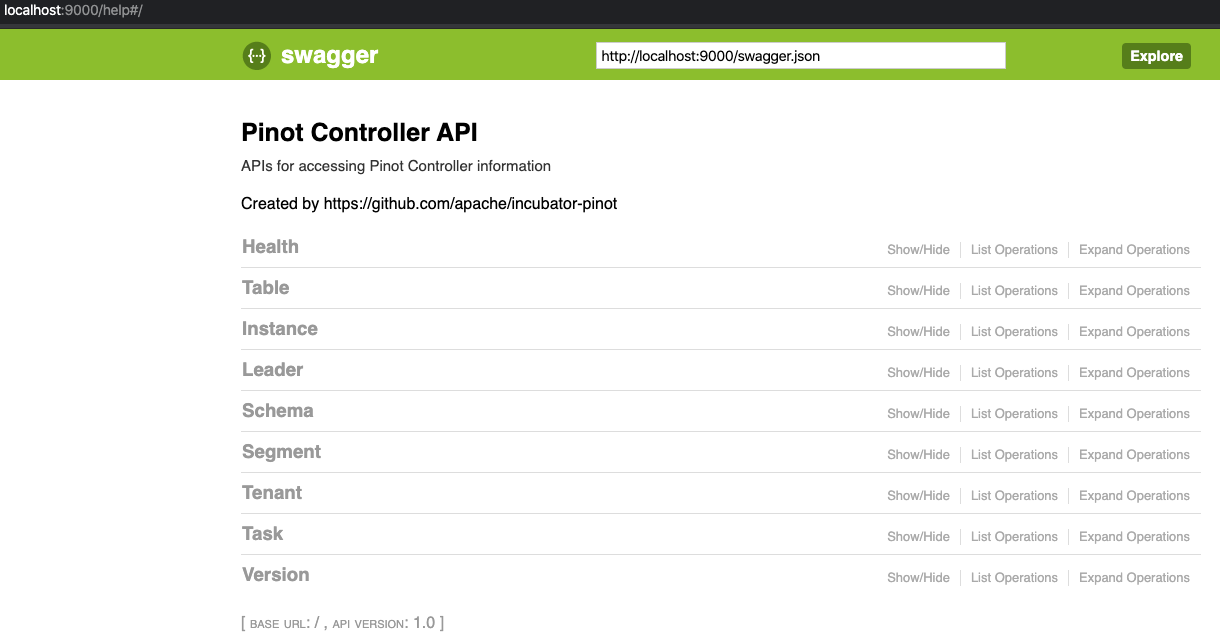 localhost:9000/help#/
{··} swagger http://localhost:9000/swagger.json Explore
Pinot Controller API
APIs for accessing Pinot Controller information
Created by https://github.com/apache/incubator-pinot
Health Show/Hide List Operations Expand Operations
Table Show/Hide List Operations Expand Operations
Instance Show/Hide List Operations Expand Operations
Leader Show/Hide List Operations Expand Operations
Schema Show/Hide List Operations Expand Operations
Segment Show/Hide List Operations Expand Operations
Tenant Show/Hide List Operations Expand Operations
Task Show/Hide List Operations Expand Operations
Version Show/Hide List Operations Expand Operations
[ BASE URL: / , API VERSION: 1.0 ]